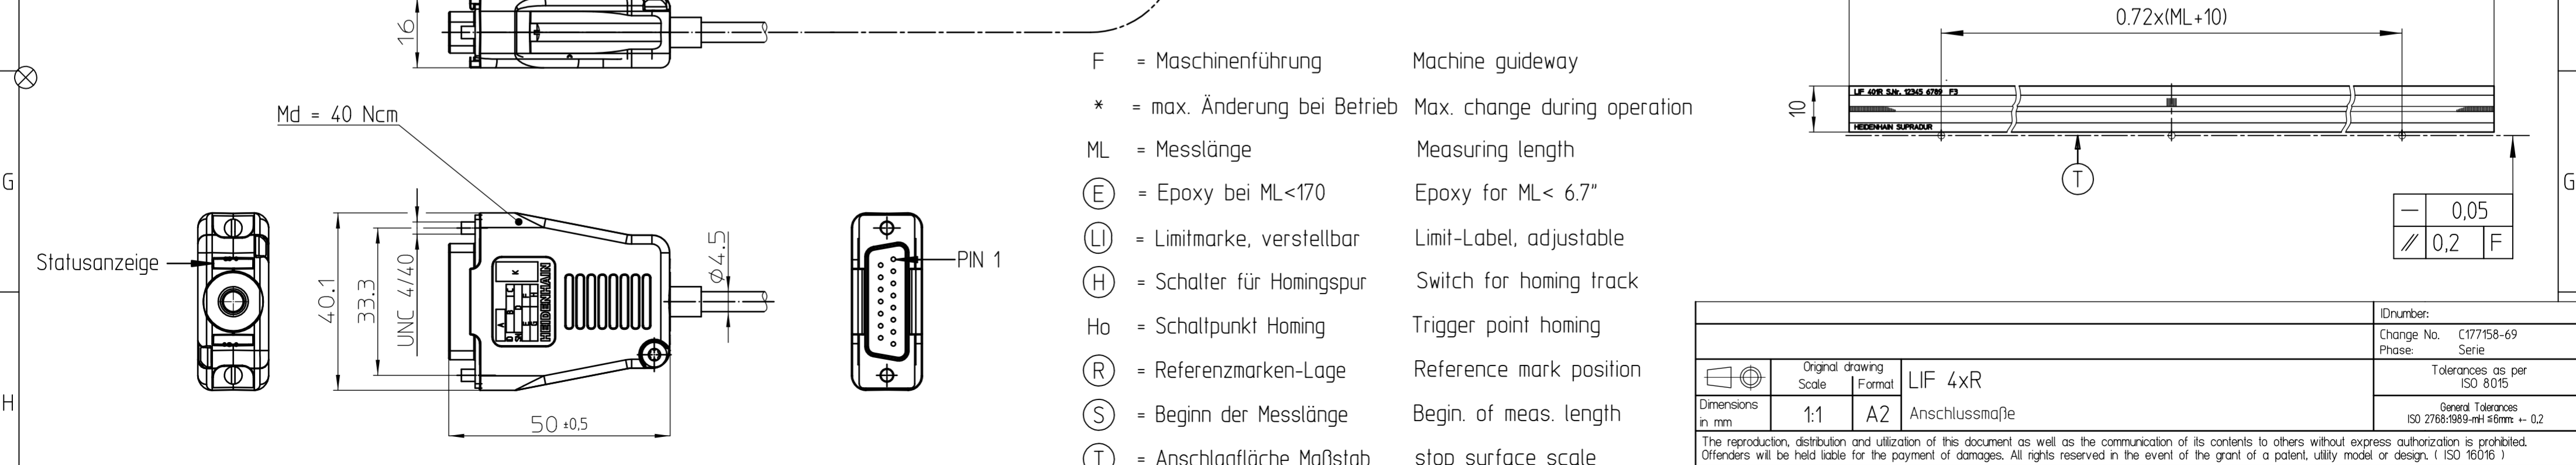 16
Md = 40 Ncm
G
H
Statusanzeige
40.1
33.3
UNC 4/40
50 ±0,5
Ø4.5
K
A
B
C
D
HEIDENHAIN
PIN 1
F = Maschinenführung Machine guideway
* = max. Änderung bei Betrieb Max. change during operation
ML = Messlänge Measuring length
E = Epoxy bei ML<170 Epoxy for ML< 6.7"
LI = Limitmarke, verstellbar Limit-Label, adjustable
H = Schalter für Homingspur Switch for homing track
Ho = Schaltpunkt Homing Trigger point homing
R = Referenzmarken-Lage Reference mark position
S = Beginn der Messlänge Begin. of meas. length
T = Anschlagfläche Maßstab stop surface scale
0.72x(ML+10)
10
LIF 401R S.Nr. 12345 6789 F3
HEIDENHAIN SUPRADUR
T
G
— 0,05
// 0,2 F
IDnumber:
Change No. C177158-69
Phase: Serie
Original drawing
Scale Format
1:1 A2
Dimensions
in mm
LIF 4xR
Anschlussmaße
Tolerances as per
ISO 8015
General Tolerances
ISO 2768:1989-mH ≤6mm: +- 0,2
The reproduction, distribution and utilization of this document as well as the communication of its contents to others without express authorization is prohibited.
Offenders will be held liable for the payment of damages. All rights reserved in the event of the grant of a patent, utility model or design. ( ISO 16016 )